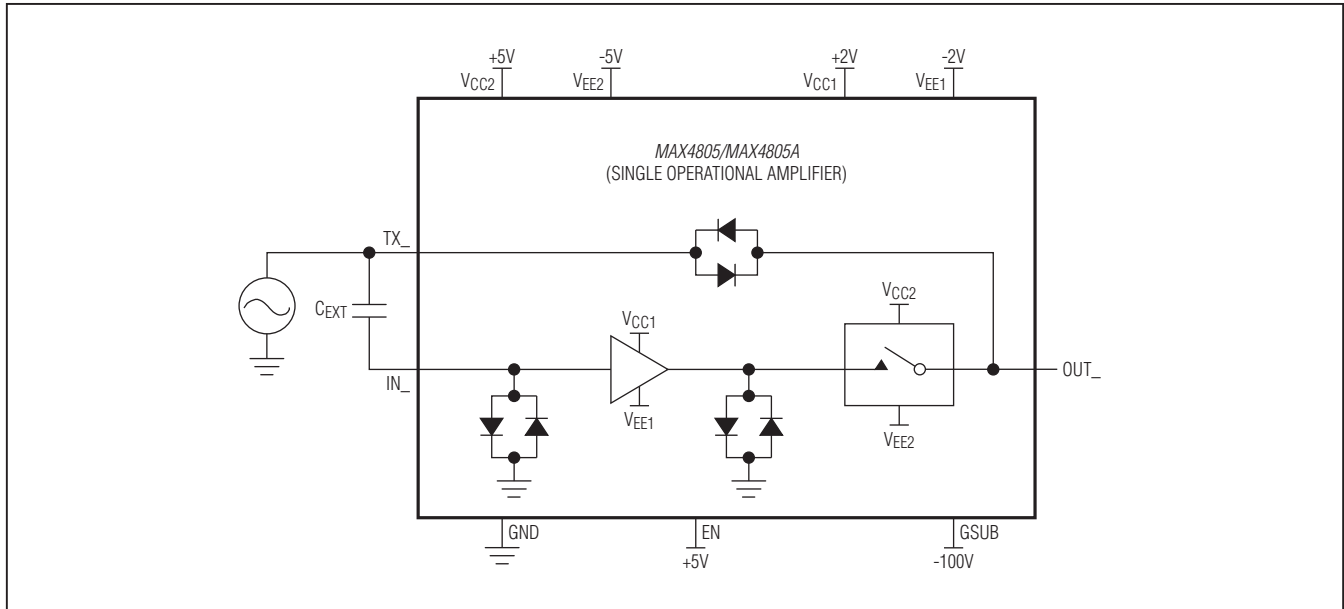 +5V
VCC2
-5V
VEE2
+2V
VCC1
-2V
VEE1
MAX4805/MAX4805A
(SINGLE OPERATIONAL AMPLIFIER)
TX_
CEXT
IN_
VCC1
VEE1
VCC2
VEE2
OUT_
GND
EN
+5V
GSUB
-100V